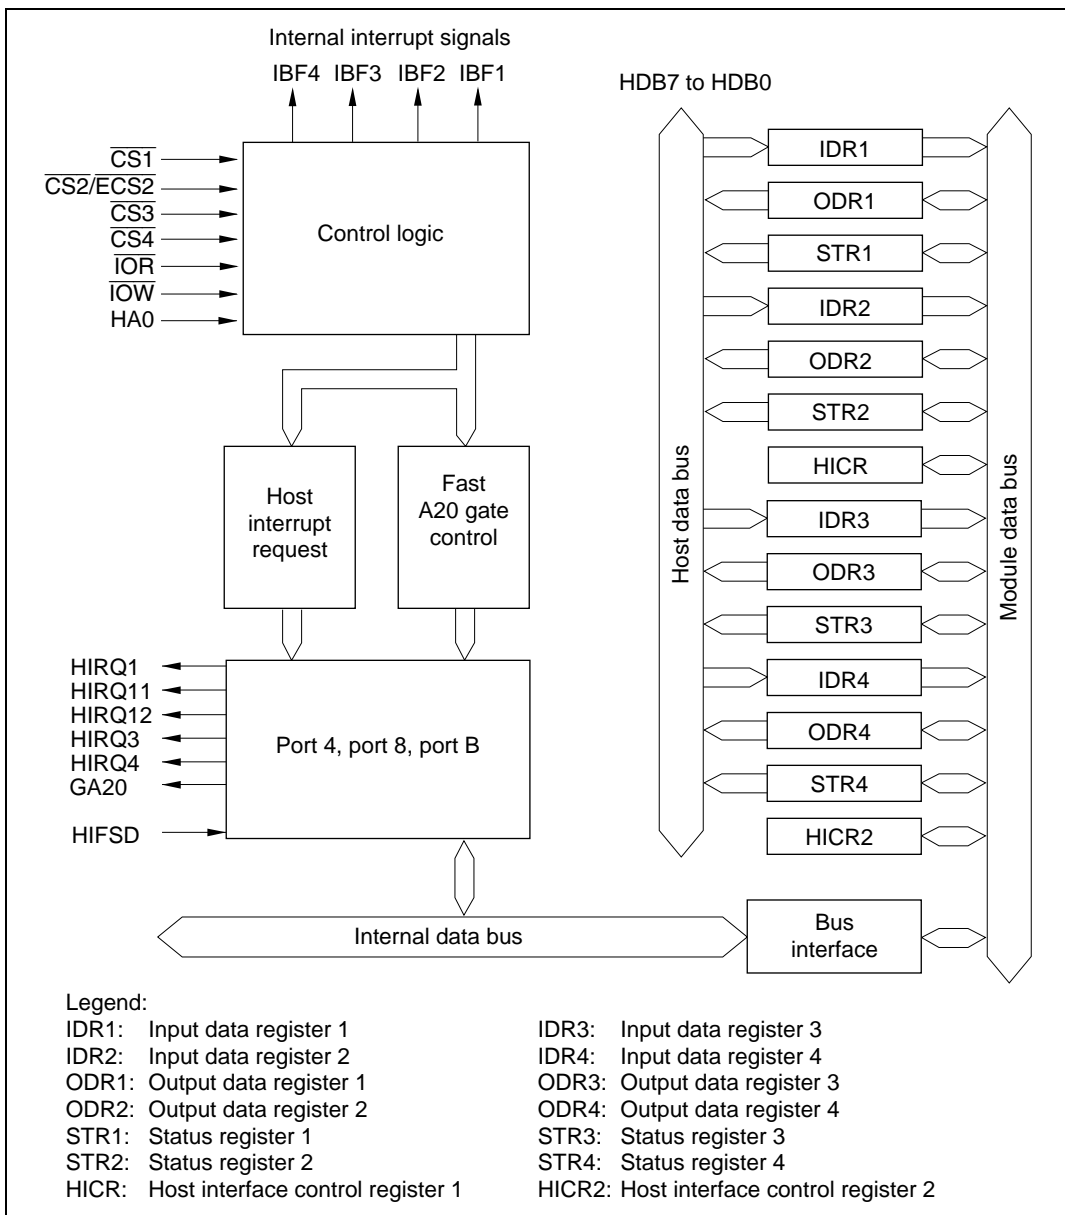 Internal interrupt signals
IBF4 IBF3 IBF2 IBF1
HDB7 to HDB0
CS1
CS2/ECS2
CS3
CS4
IOR
IOW
HA0
Control logic
Host
interrupt
request
Fast
A20 gate
control
HIRQ1
HIRQ11
HIRQ12
HIRQ3
HIRQ4
GA20
HIFSD
Port 4, port 8, port B
Host data bus
IDR1
ODR1
STR1
IDR2
ODR2
STR2
HICR
IDR3
ODR3
STR3
IDR4
ODR4
STR4
HICR2
Module data bus
Internal data bus
Bus
interface
Legend:
IDR1: Input data register 1
IDR2: Input data register 2
ODR1: Output data register 1
ODR2: Output data register 2
STR1: Status register 1
STR2: Status register 2
HICR: Host interface control register 1
IDR3: Input data register 3
IDR4: Input data register 4
ODR3: Output data register 3
ODR4: Output data register 4
STR3: Status register 3
STR4: Status register 4
HICR2: Host interface control register 2